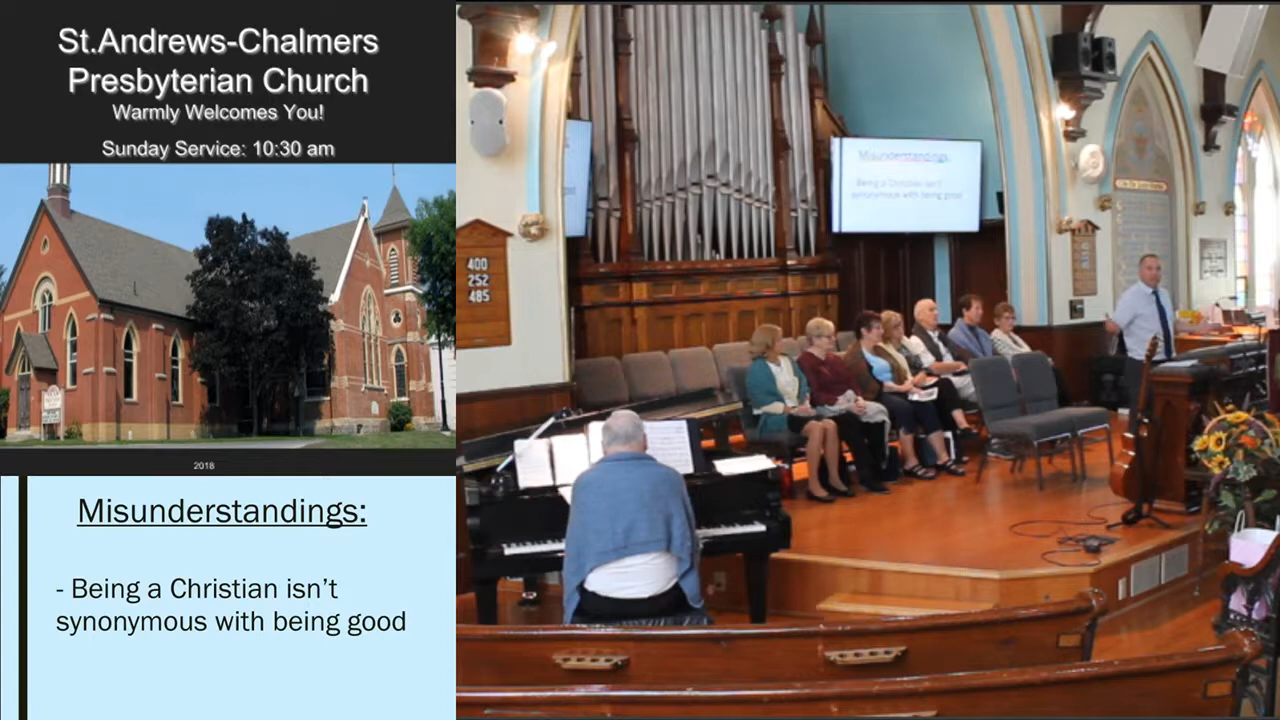 St.Andrews-Chalmers
Presbyterian Church
Warmly Welcomes You!
Sunday Service: 10:30 am
2018
Misunderstandings:
- Being a Christian isn't
synonymous with being good
400
252
485
Misunderstandings:
- Being a Christian isn't
synonymous with being good